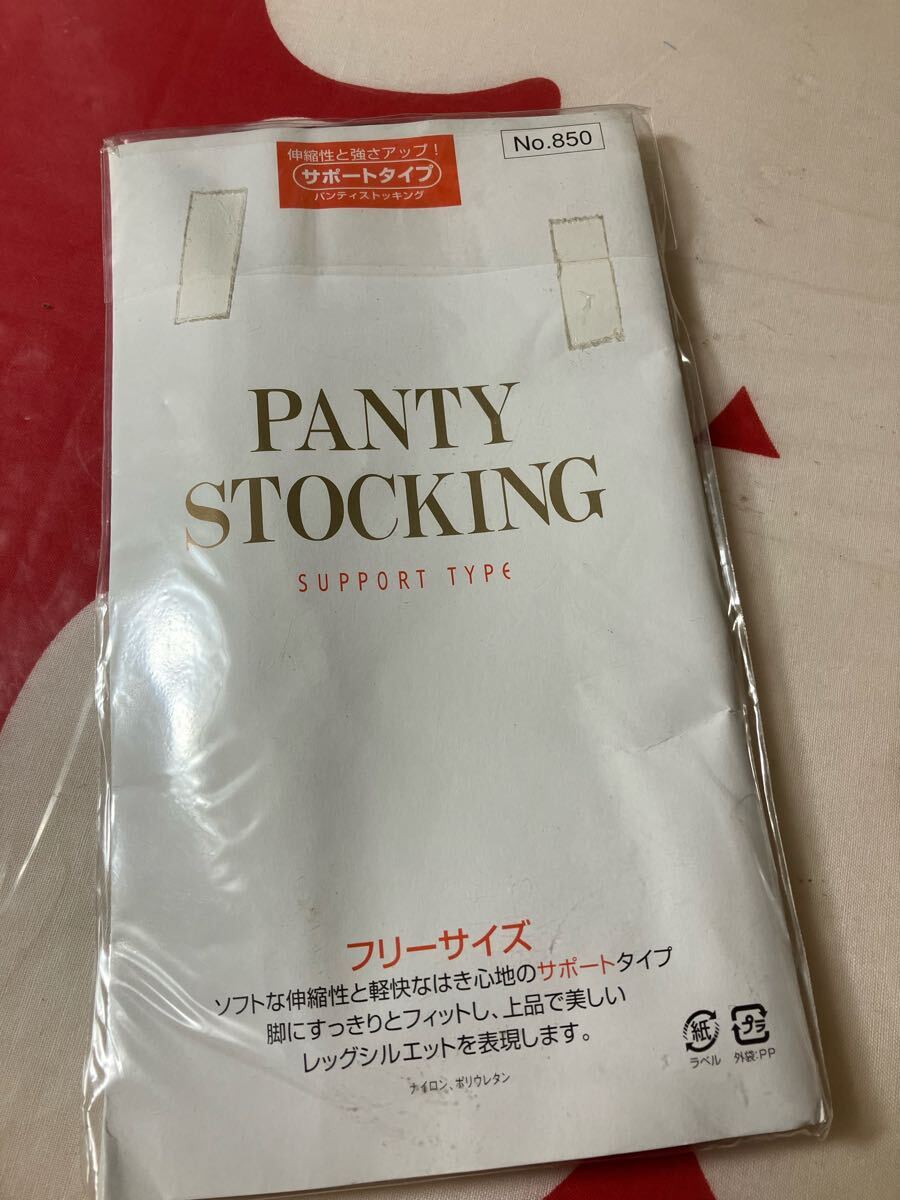 伸縮性と強さアップ!
サポートタイプ
パンティストッキング
No.850
PANTY
STOCKING
SUPPORT TYPE
フリーサイズ
ソフトな伸縮性と軽快なはき心地のサポートタイプ
脚にすっきりとフィットし、上品で美しい
レッグシルエットを表現します。
ナイロン、ポリウレタン
紙
ラベル
プラ
外袋:PP